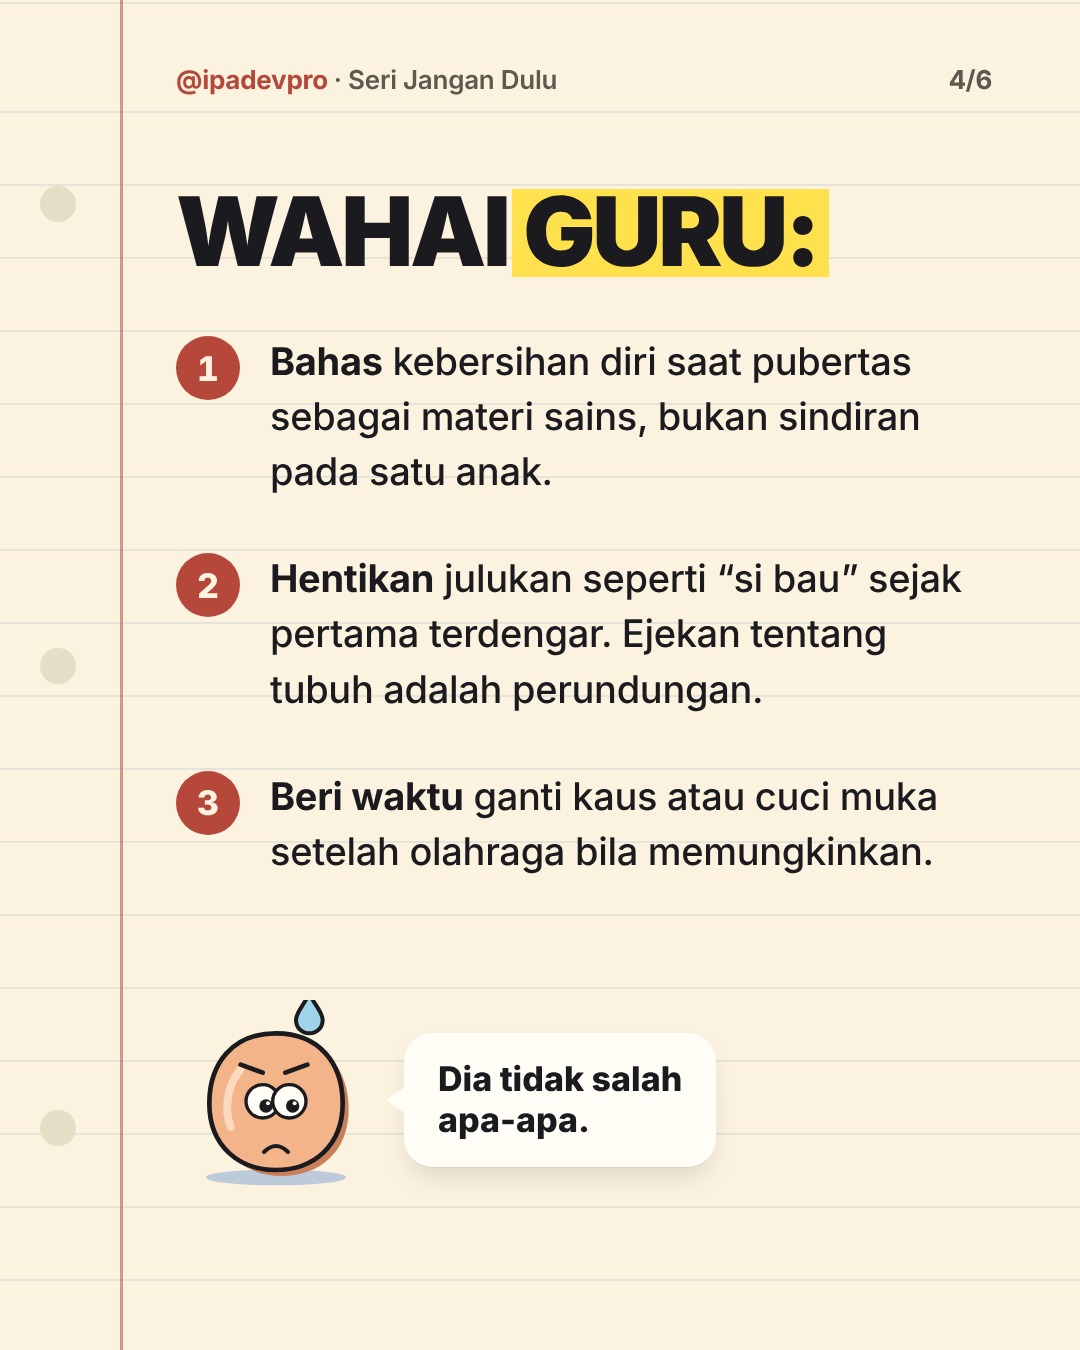 @ipadevpro · Seri Jangan Dulu
4/6
WAHAI GURU:
1
Bahas kebersihan diri saat pubertas
sebagai materi sains, bukan sindiran
pada satu anak.
2
Hentikan julukan seperti “si bau” sejak
pertama terdengar. Ejekan tentang
tubuh adalah perundungan.
3
Beri waktu ganti kaus atau cuci muka
setelah olahraga bila memungkinkan.
Dia tidak salah
apa-apa.